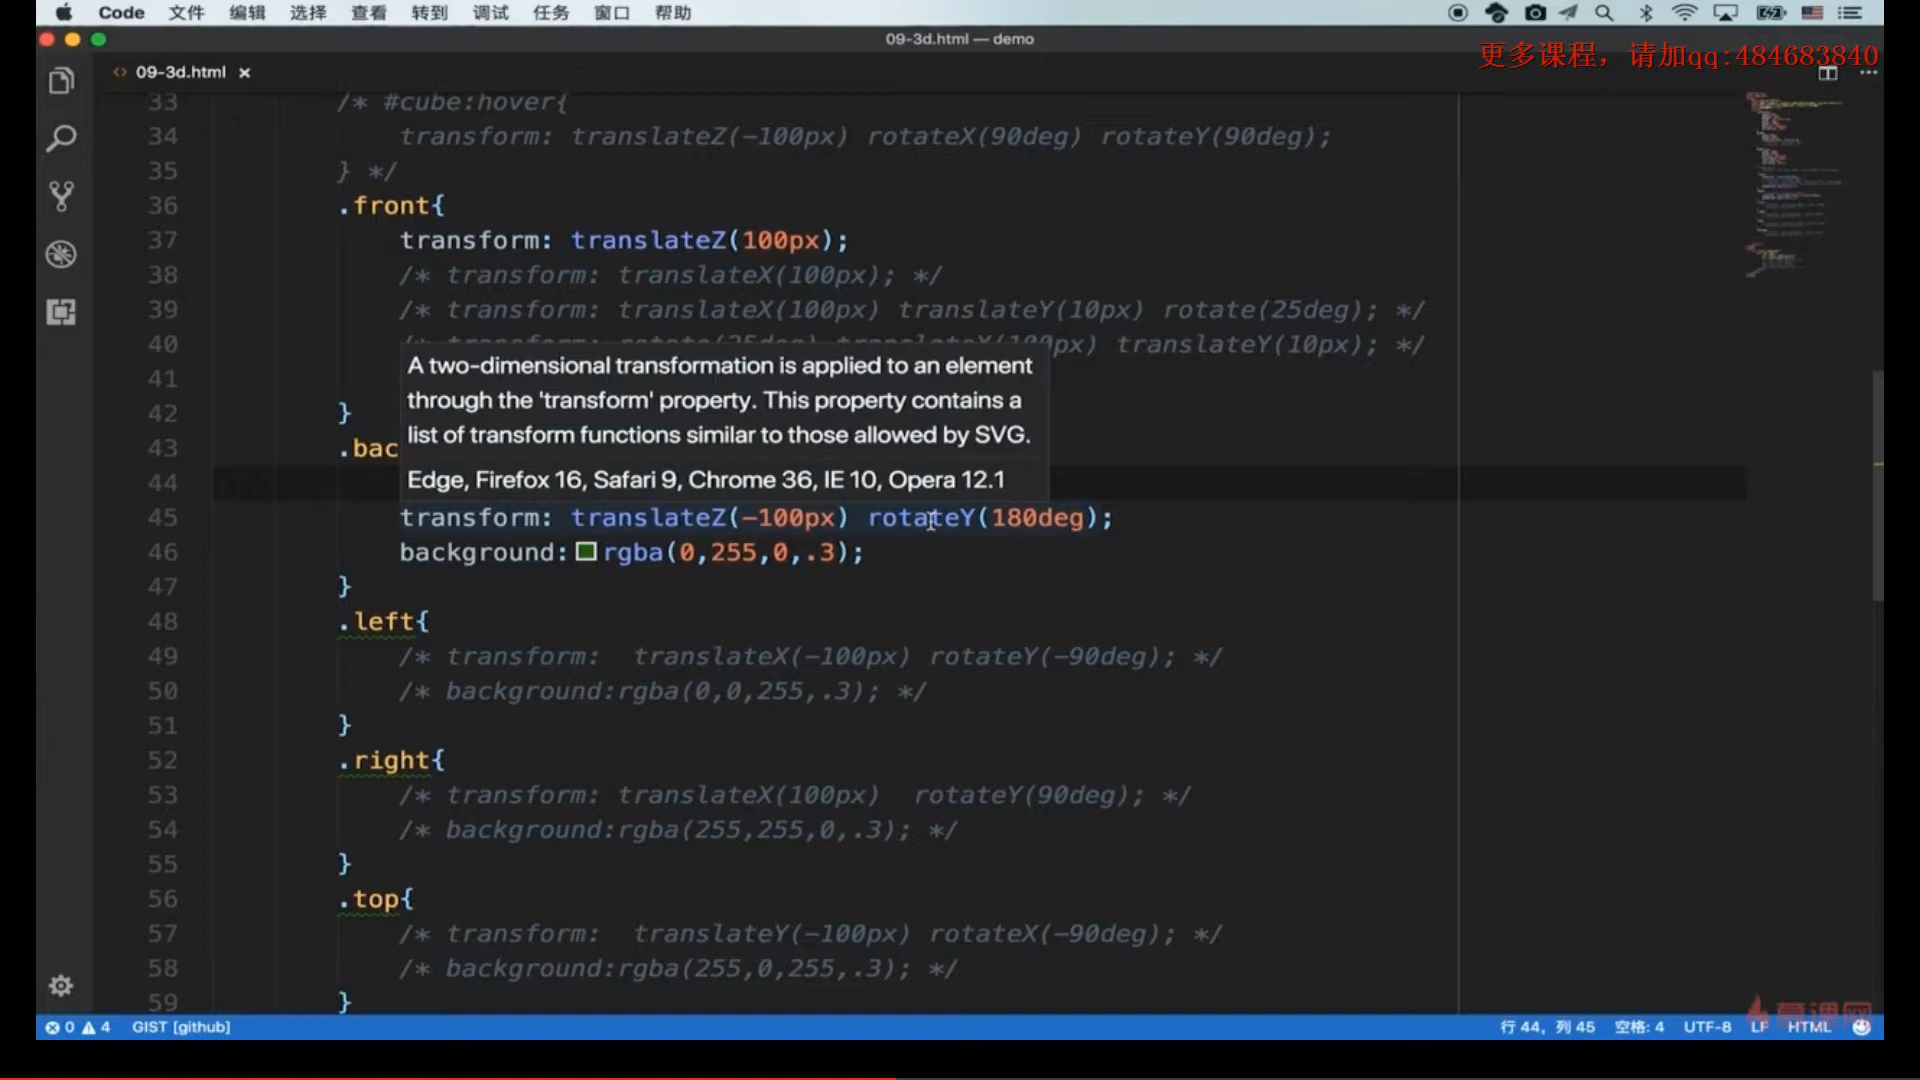 Code 文件 编辑 选择 查看 转到 调试 任务 窗口 帮助
09-3d.html — demo
更多课程，请加qq:484683840
09-3d.html
33 /* #cube:hover{
34 transform: translateZ(-100px) rotateX(90deg) rotateY(90deg);
35 } */
36 .front{
37 transform: translateZ(100px);
38 /* transform: translateX(100px); */
39 /* transform: translateX(100px) translateY(10px) rotate(25deg); */
40 /* transform: rotate(25deg) translateX(100px) translateY(10px); */
A two-dimensional transformation is applied to an element
through the 'transform' property. This property contains a
list of transform functions similar to those allowed by SVG.
Edge, Firefox 16, Safari 9, Chrome 36, IE 10, Opera 12.1
41
42 }
43 .bac
44
45 transform: translateZ(-100px) rotateY(180deg);
46 background:rgba(0,255,0,.3);
47 }
48 .left{
49 /* transform:  translateX(-100px) rotateY(-90deg); */
50 /* background:rgba(0,0,255,.3); */
51 }
52 .right{
53 /* transform: translateX(100px)  rotateY(90deg); */
54 /* background:rgba(255,255,0,.3); */
55 }
56 .top{
57 /* transform:  translateY(-100px) rotateX(-90deg); */
58 /* background:rgba(255,0,255,.3); */
59 }
慕课网
0 4 GIST [github] 行 44，列 45 空格: 4 UTF-8 LF HTML